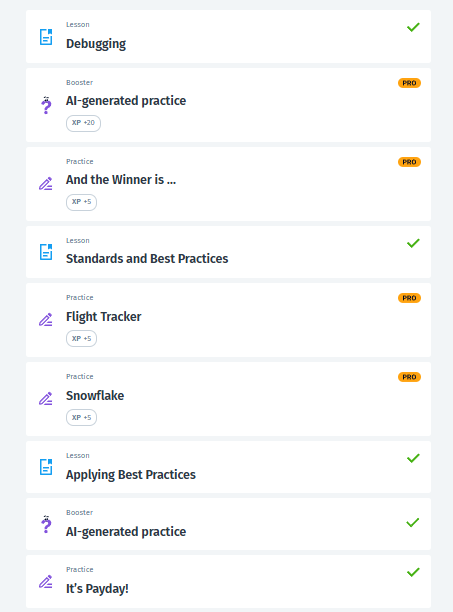 Lesson
Debugging
Booster
PRO
AI-generated practice
XP +20
Practice
PRO
And the Winner is ...
XP +5
Lesson
Standards and Best Practices
Practice
PRO
Flight Tracker
XP +5
Practice
PRO
Snowflake
XP +5
Lesson
Applying Best Practices
Booster
AI-generated practice
Practice
It's Payday!